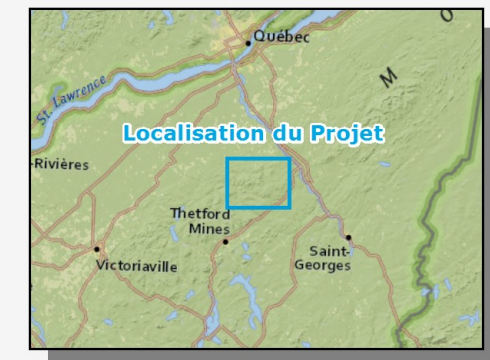 O
Québec
M
St. Lawrence
Localisation du Projet
-Rivières
Thetford
Mines
Saint-
Georges
Victoriaville